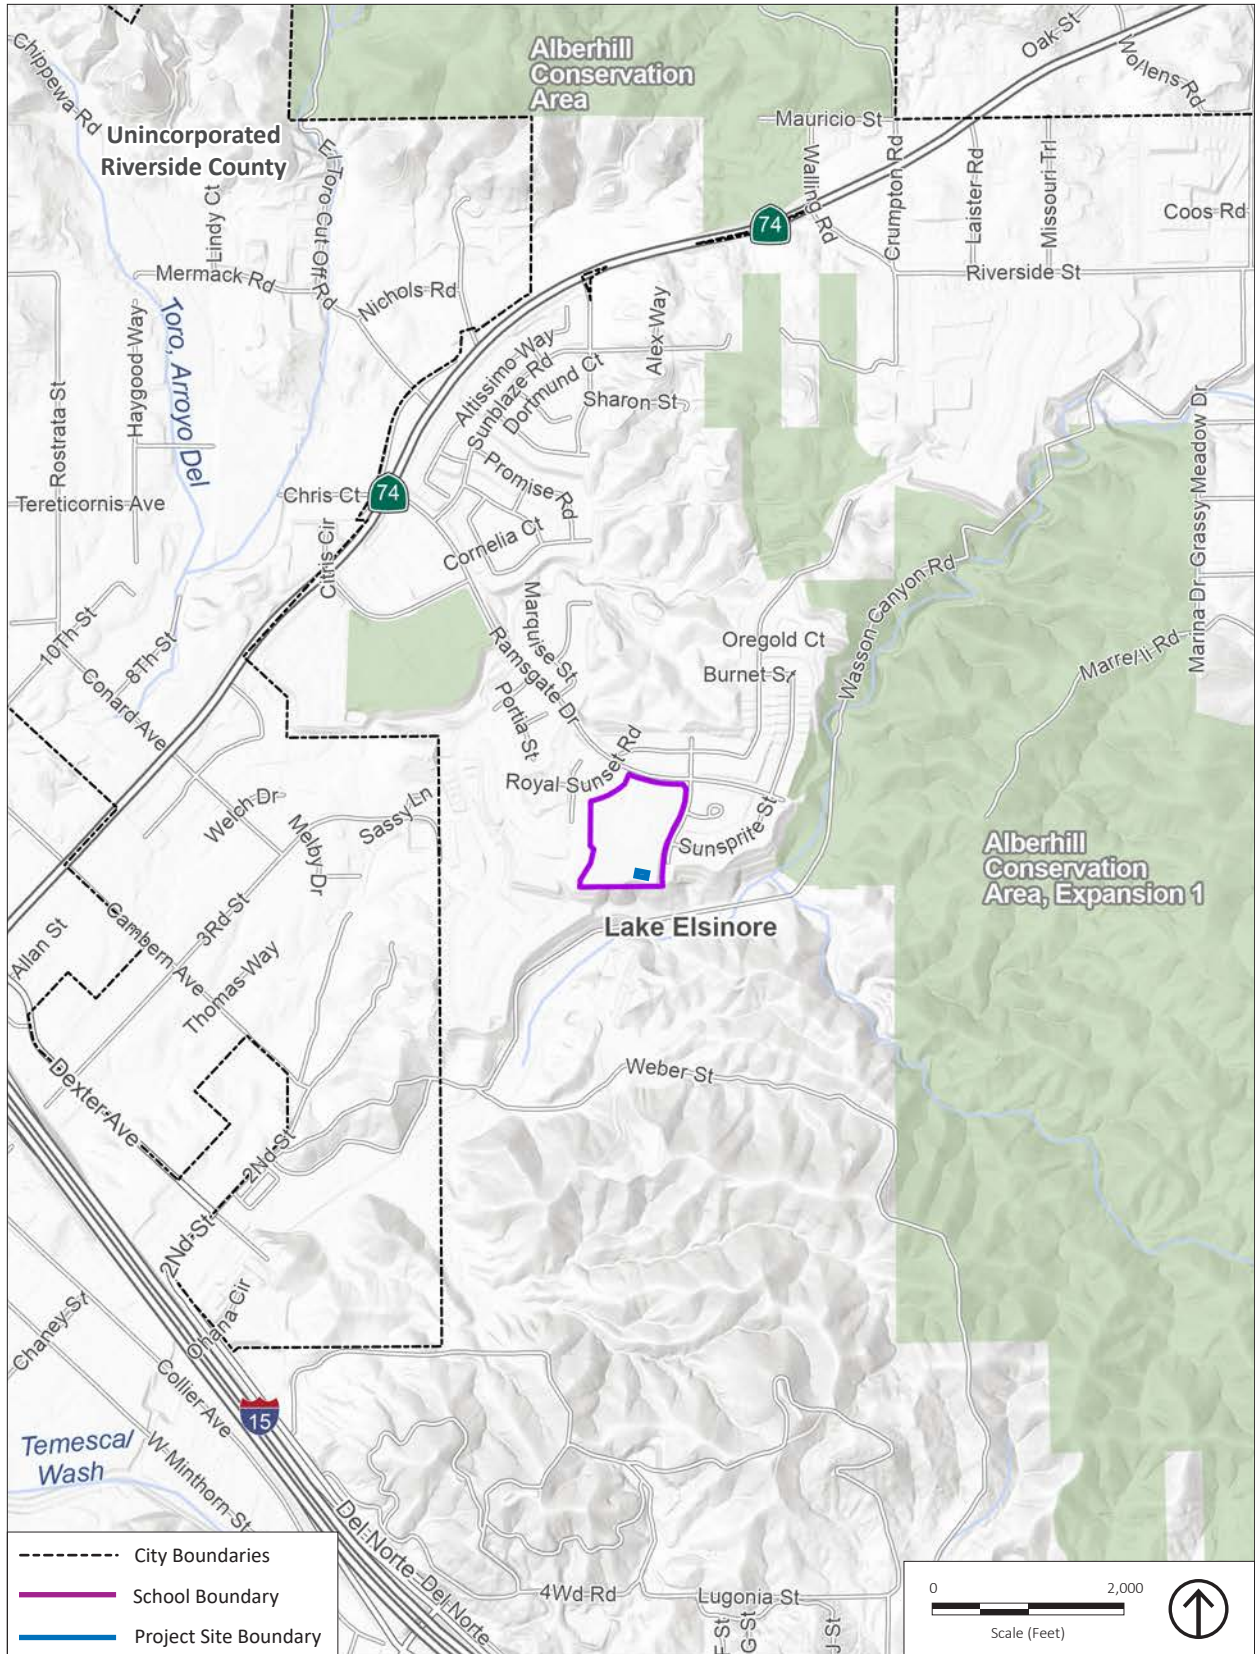 Oak St
Wollens Rd
Chippewa Rd
Alberhill
Conservation
Area
Mauricio St
Unincorporated
Riverside County
El Toro Cut Off Rd
Walling Rd
Crumpton Rd
Laister Rd
Missouri Trl
Lindy Ct
Coos Rd
74
Mermack Rd
Riverside St
Nichols Rd
Toro, Arroyo Del
Haygood Way
Alex Way
Altissimo Way
Sunblaze Rd
Dortmund Ct
Sharon St
Rostrata St
Grassy Meadow Dr
Promise Rd
Chris Ct
74
Tereticornis Ave
Citris Cir
Cornelia Ct
Wasson Canyon Rd
Marquise St
Marina Dr
10Th St
8Th St
Ramsgate Dr
Oregold Ct
Marrelli Rd
Conard Ave
Burnet S
Portia St
Royal Sunset Rd
Welch Dr
Sassy Ln
Melby Dr
Sunsprite St
Alberhill
Conservation
Area, Expansion 1
3Rd St
Lake Elsinore
Allan St
Cambern Ave
Thomas Way
Weber St
Dexter Ave
2Nd St
2Nd St
Ohana Cir
Chaney St
Collier Ave
15
Temescal
Wash
W Minthorn St
Del Norte Del Norte
4Wd Rd
Lugonia St
F St
G St
J St
City Boundaries
School Boundary
Project Site Boundary
0 2,000
Scale (Feet)